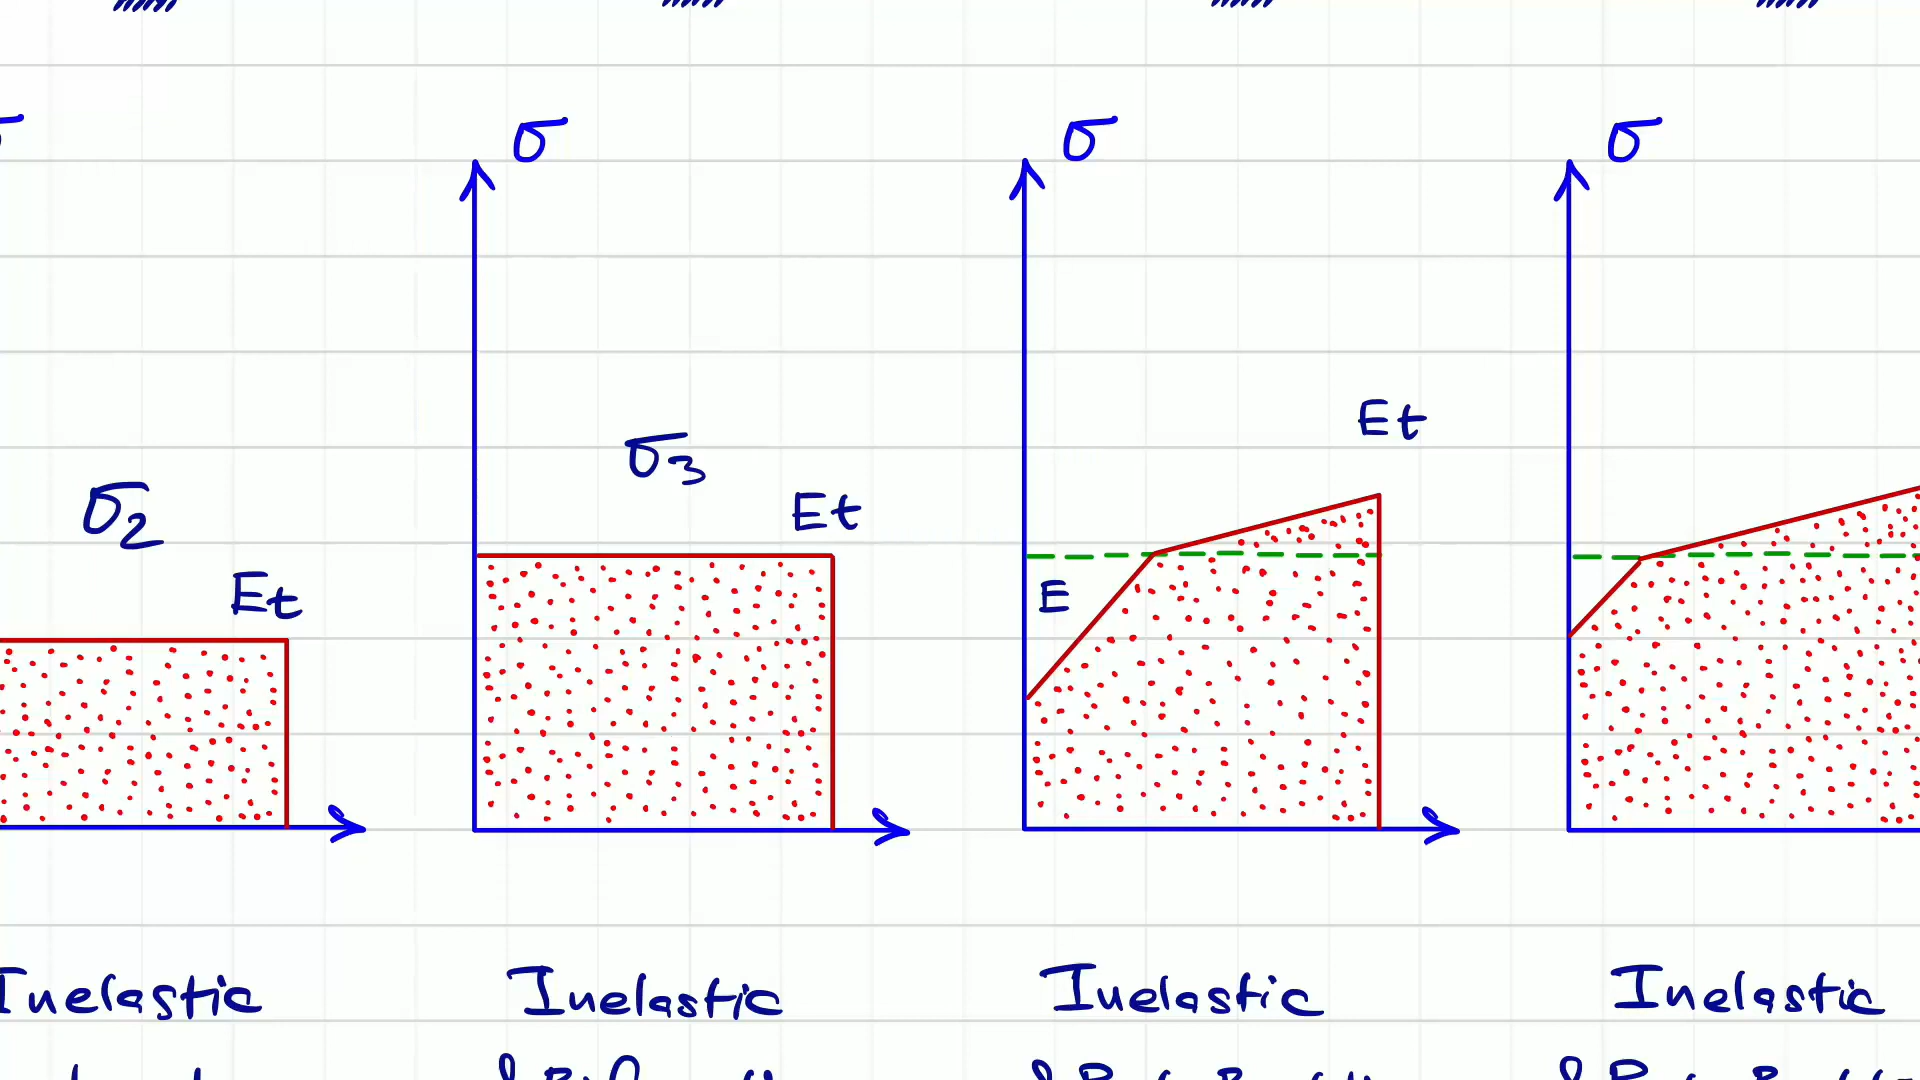 σ
σ
σ
σ2
Et
σ3
Et
E
Et
Inelastic
Inelastic
Inelastic
Inelastic